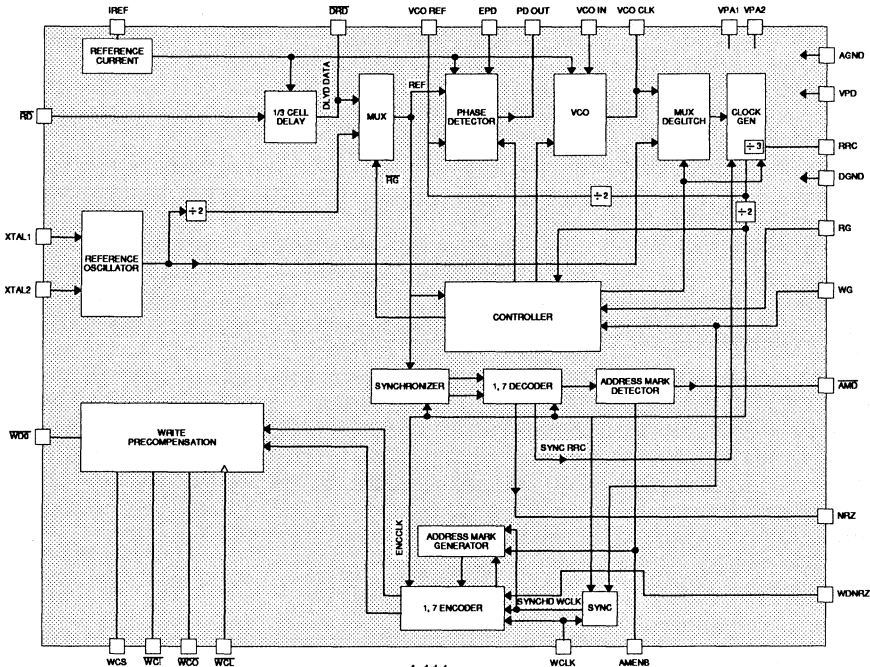 IREF
DRD
VCO REF
EPD
PD OUT
VCO IN
VCO CLK
VPA1
VPA2
REFERENCE
CURRENT
AGND
DLYD DATA
REF
1/3 CELL
DELAY
MUX
PHASE
DETECTOR
VCO
MUX
DEGLITCH
CLOCK
GEN
÷3
VPD
RD
RRC
RG
DGND
÷2
÷2
÷2
XTAL1
RG
REFERENCE
OSCILLATOR
XTAL2
WG
CONTROLLER
SYNCHRONIZER
1, 7 DECODER
ADDRESS MARK
DETECTOR
AMD
WRITE
PRECOMPENSATION
WDO
SYNC RRC
NRZ
ENCCLK
ADDRESS MARK
GENERATOR
WDNRZ
SYNCHD WCLK
1, 7 ENCODER
SYNC
WCS
WCI
WCO
WCL
WCLK
AMENB